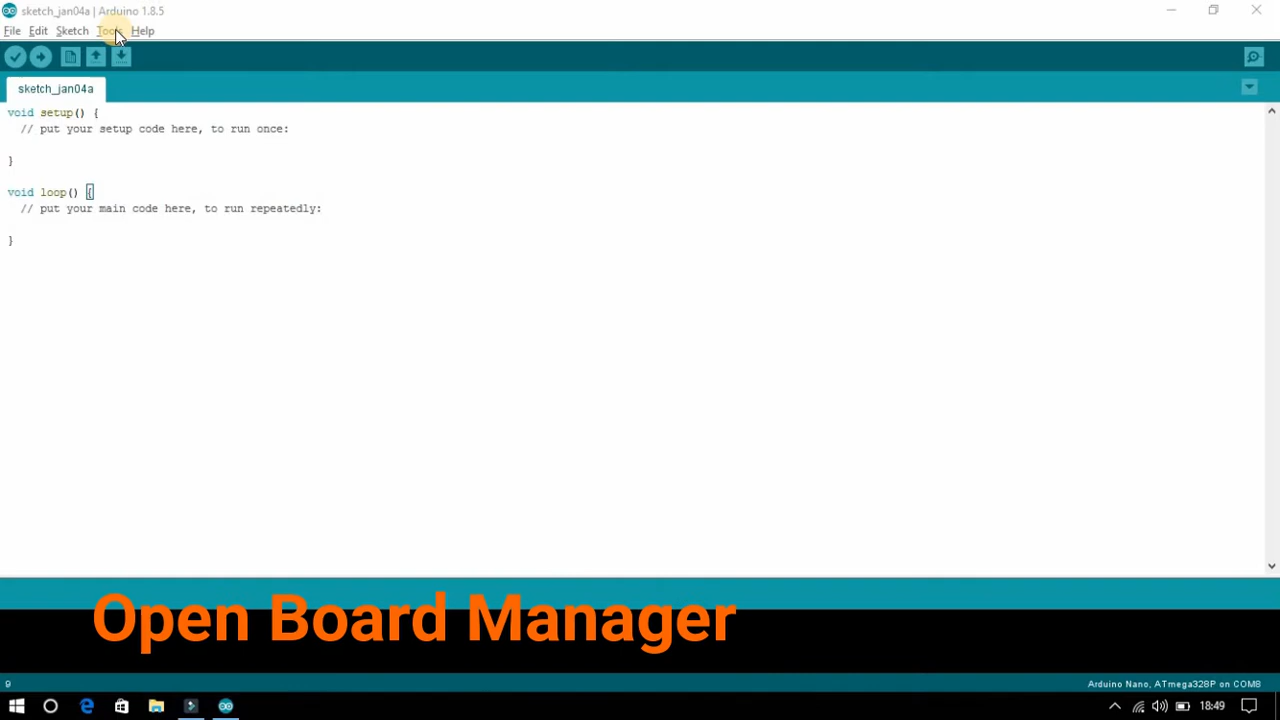 sketch_jan04a | Arduino 1.8.5
File Edit Sketch Tools Help
sketch_jan04a
void setup() {
// put your setup code here, to run once:
}
void loop() {
// put your main code here, to run repeatedly:
}
Open Board Manager
9 Arduino Nano, ATmega328P on COM8
18:49